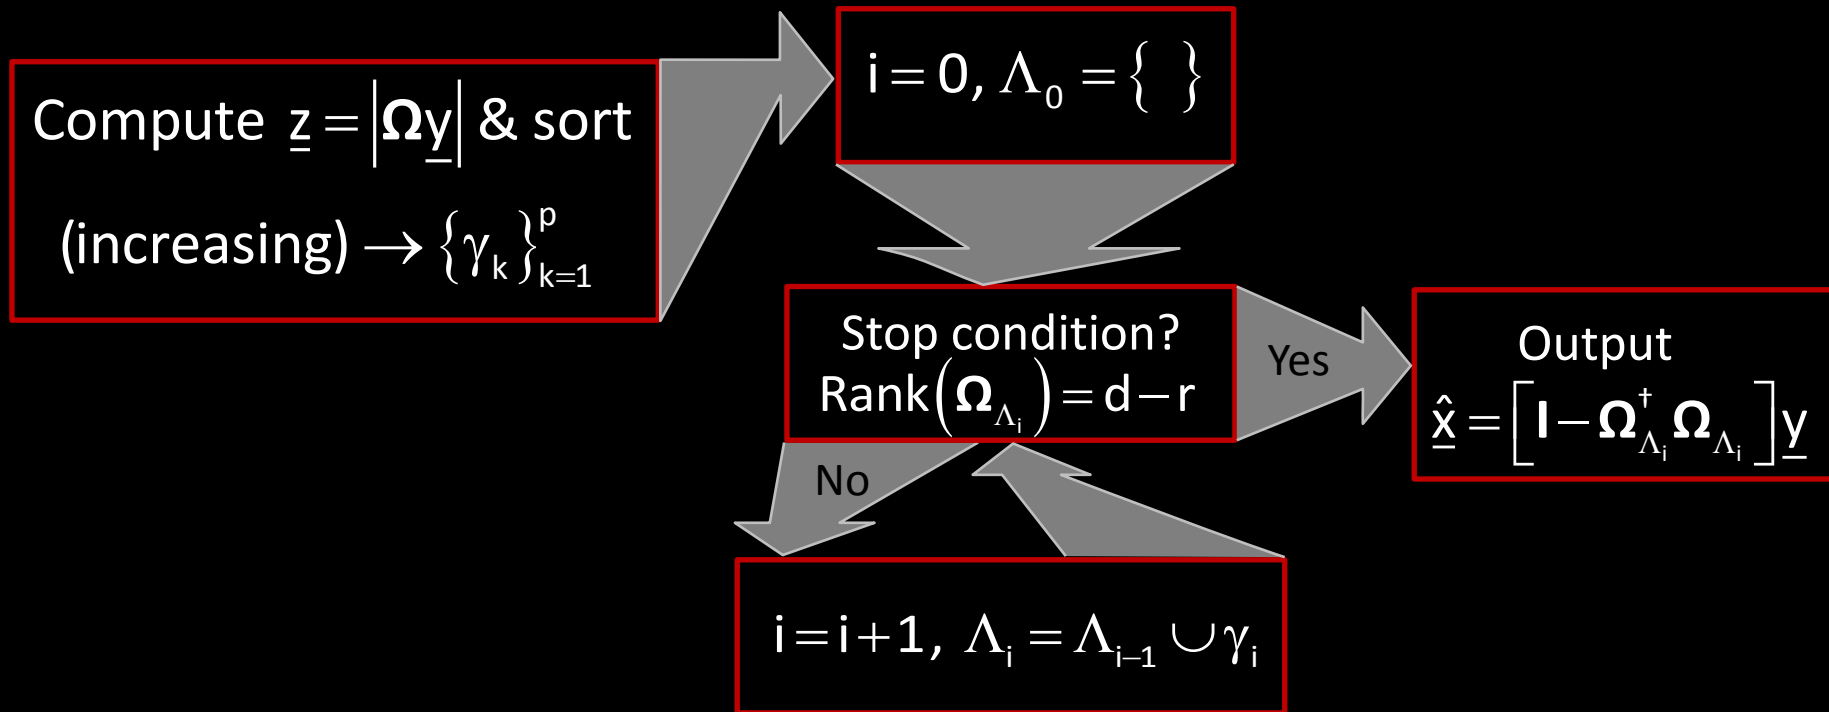 Compute z̲ = |Ωy̲| & sort
(increasing) → {γ_k}_{k=1}^p
i = 0, Λ_0 = { }
Stop condition?
Rank(Ω_{Λ_i}) = d − r
Yes
Output
x̲̂ = [I − Ω_{Λ_i}^† Ω_{Λ_i}] y̲
No
i = i + 1, Λ_i = Λ_{i−1} ∪ γ_i